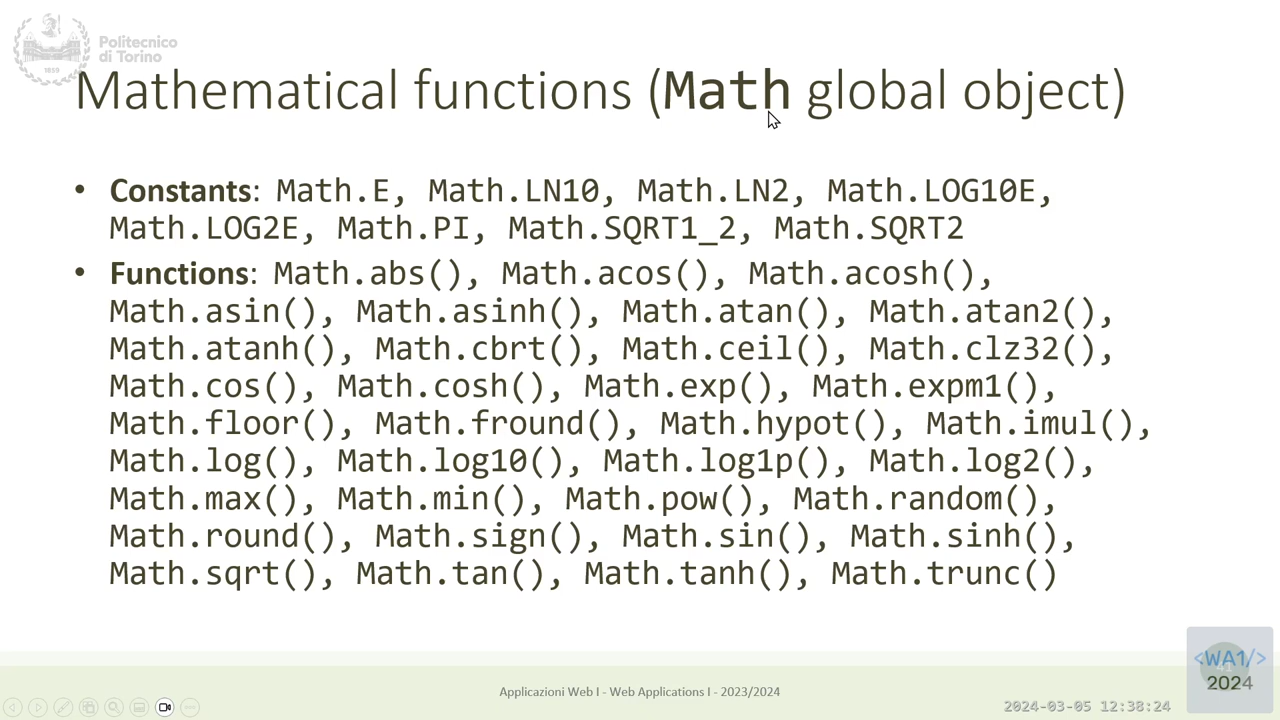 Politecnico
di Torino
1859
Mathematical functions (Math global object)
• Constants: Math.E, Math.LN10, Math.LN2, Math.LOG10E,
Math.LOG2E, Math.PI, Math.SQRT1_2, Math.SQRT2
• Functions: Math.abs(), Math.acos(), Math.acosh(),
Math.asin(), Math.asinh(), Math.atan(), Math.atan2(),
Math.atanh(), Math.cbrt(), Math.ceil(), Math.clz32(),
Math.cos(), Math.cosh(), Math.exp(), Math.expm1(),
Math.floor(), Math.fround(), Math.hypot(), Math.imul(),
Math.log(), Math.log10(), Math.log1p(), Math.log2(),
Math.max(), Math.min(), Math.pow(), Math.random(),
Math.round(), Math.sign(), Math.sin(), Math.sinh(),
Math.sqrt(), Math.tan(), Math.tanh(), Math.trunc()
<WA1/>
2024
Applicazioni Web I - Web Applications I - 2023/2024
2024-03-05 12:38:24